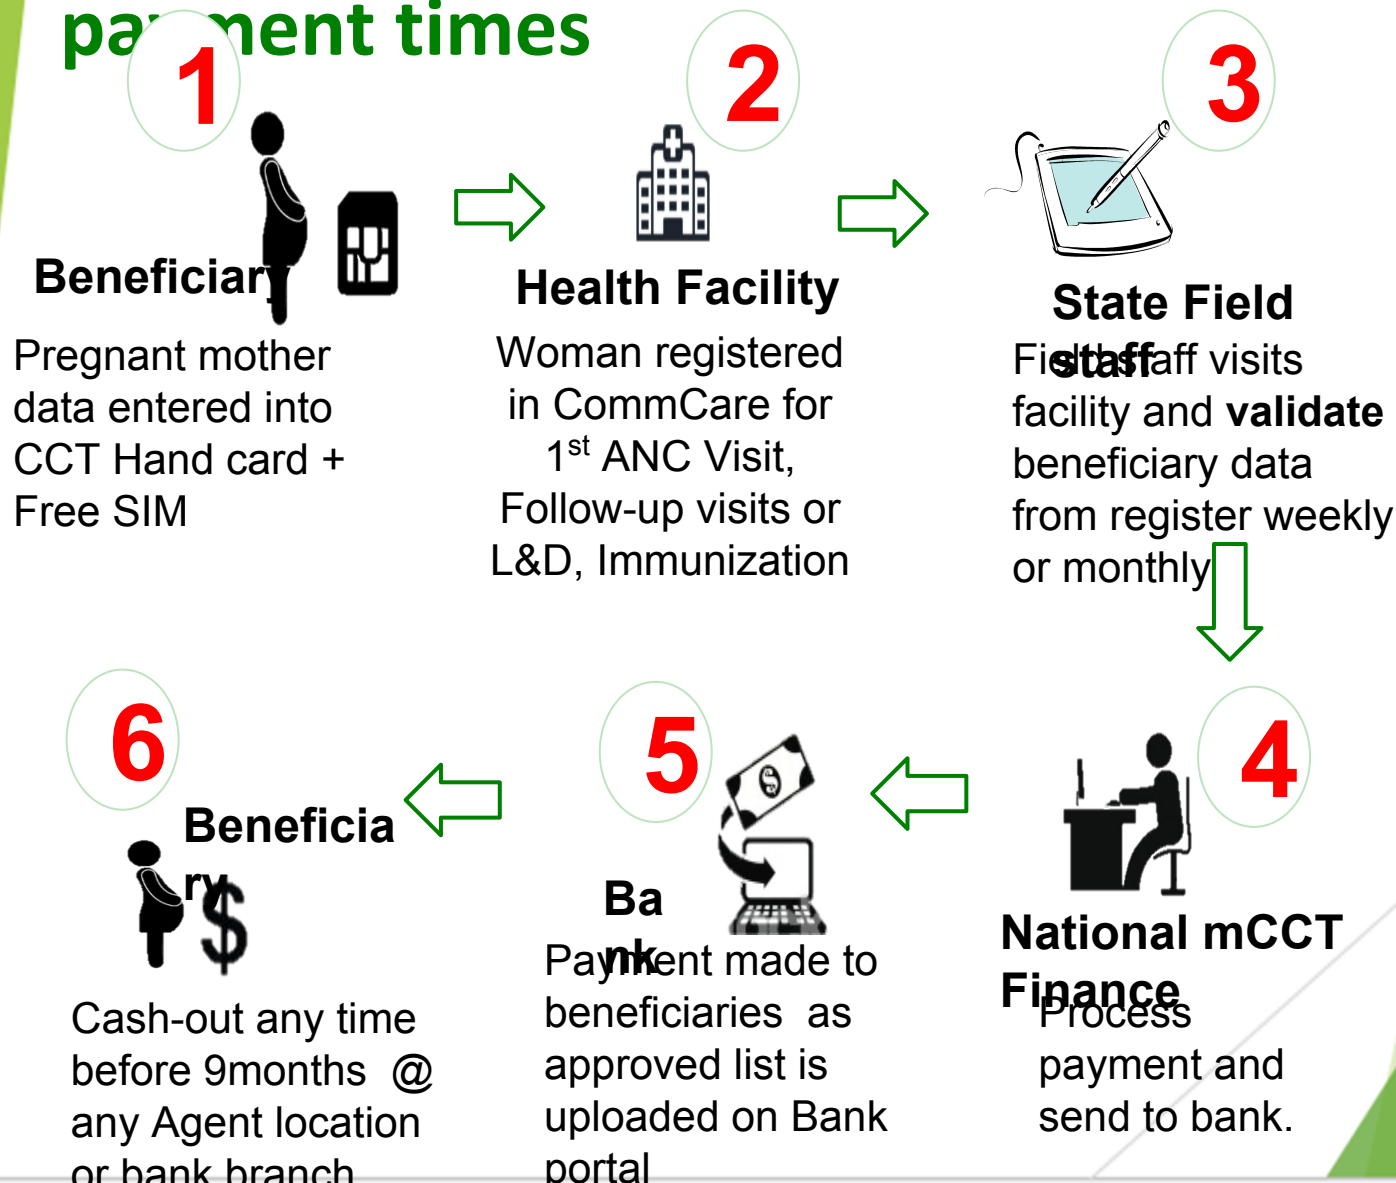 payment times
1
Beneficiary
Pregnant mother
data entered into
CCT Hand card +
Free SIM
2
Health Facility
Woman registered
in CommCare for
1st ANC Visit,
Follow-up visits or
L&D, Immunization
3
State Field
staff
Field staff visits
facility and validate
beneficiary data
from register weekly
or monthly
4
National mCCT
Finance
Process
payment and
send to bank.
5
Ba
nk
Payment made to
beneficiaries as
approved list is
uploaded on Bank
portal
6
Beneficia
ry
$
Cash-out any time
before 9months @
any Agent location
or bank branch